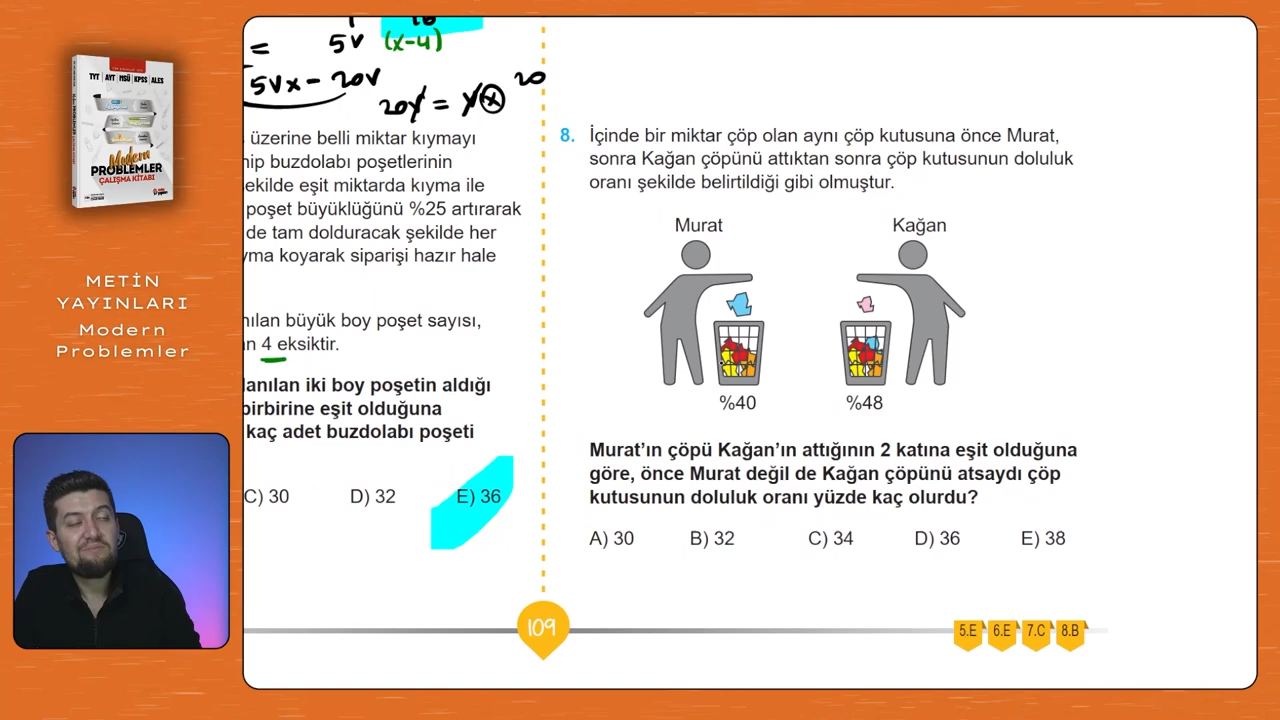 TYT | AYT | MSÜ | KPSS | ALES
Modern
PROBLEMLER
ÇALIŞMA KİTABI
METİN
YAYINLARI
Modern
Problemler
=
5v
(x-4)
5vx - 20v
20v = v x
20
üzerine belli miktar kıymayı
buzdolabı poşetlerinin
ekilde eşit miktarda kıyma ile
poşet büyüklüğünü %25 artırarak
de tam dolduracak şekilde her
yma koyarak siparişi hazır hale
nılan büyük boy poşet sayısı,
4 eksiktir.
lanılan iki boy poşetin aldığı
birbirine eşit olduğuna
kaç adet buzdolabı poşeti
C) 30 D) 32 E) 36
8. İçinde bir miktar çöp olan aynı çöp kutusuna önce Murat,
sonra Kağan çöpünü attıktan sonra çöp kutusunun doluluk
oranı şekilde belirtildiği gibi olmuştur.
Murat Kağan
%40 %48
Murat'ın çöpü Kağan'ın attığının 2 katına eşit olduğuna
göre, önce Murat değil de Kağan çöpünü atsaydı çöp
kutusunun doluluk oranı yüzde kaç olurdu?
A) 30 B) 32 C) 34 D) 36 E) 38
109
5.E 6.E 7.C 8.B